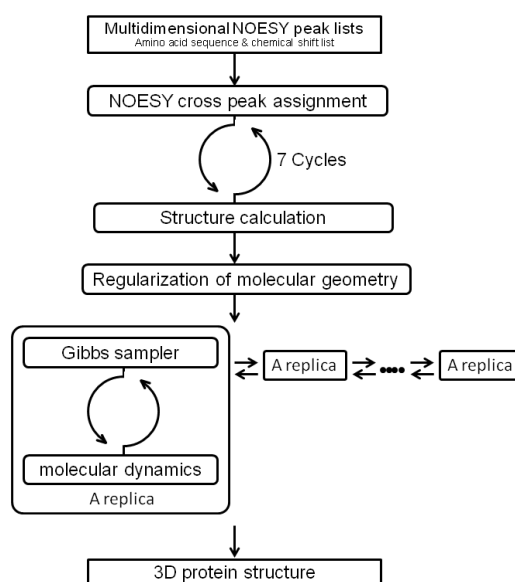 Multidimensional NOESY peak lists
Amino acid sequence & chemical shift list
NOESY cross peak assignment
7 Cycles
Structure calculation
Regularization of molecular geometry
Gibbs sampler
A replica
A replica
molecular dynamics
A replica
3D protein structure